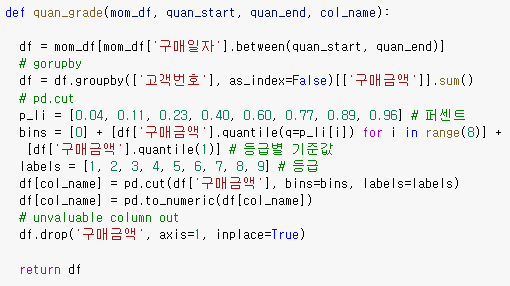 def quan_grade(mom_df, quan_start, quan_end, col_name):
df = mom_df[mom_df['구매일자'].between(quan_start, quan_end)]
# gorupby
df = df.groupby(['고객번호'], as_index=False)[['구매금액']].sum()
# pd.cut
p_li = [0.04, 0.11, 0.23, 0.40, 0.60, 0.77, 0.89, 0.96] # 퍼센트
bins = [0] + [df['구매금액'].quantile(q=p_li[i]) for i in range(8)] +
[df['구매금액'].quantile(1)] # 등급별 기준값
labels = [1, 2, 3, 4, 5, 6, 7, 8, 9] # 등급
df[col_name] = pd.cut(df['구매금액'], bins=bins, labels=labels)
df[col_name] = pd.to_numeric(df[col_name])
# unvaluable column out
df.drop('구매금액', axis=1, inplace=True)
return df